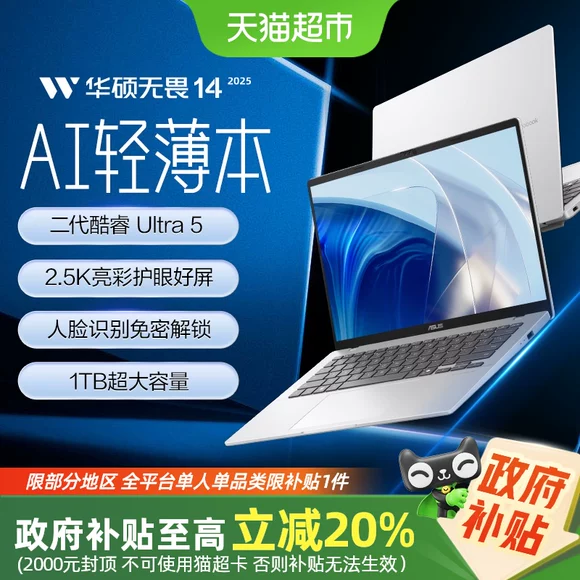 天猫超市
华硕无畏14 2025
AI轻薄本
二代酷睿 Ultra 5
2.5K亮彩护眼好屏
人脸识别免密解锁
1TB超大容量
ASUS
限部分地区 全平台单人单品类限补贴1件
政府补贴至高 立减20%
(2000元封顶 不可使用猫超卡 否则补贴无法生效)
政府
补贴